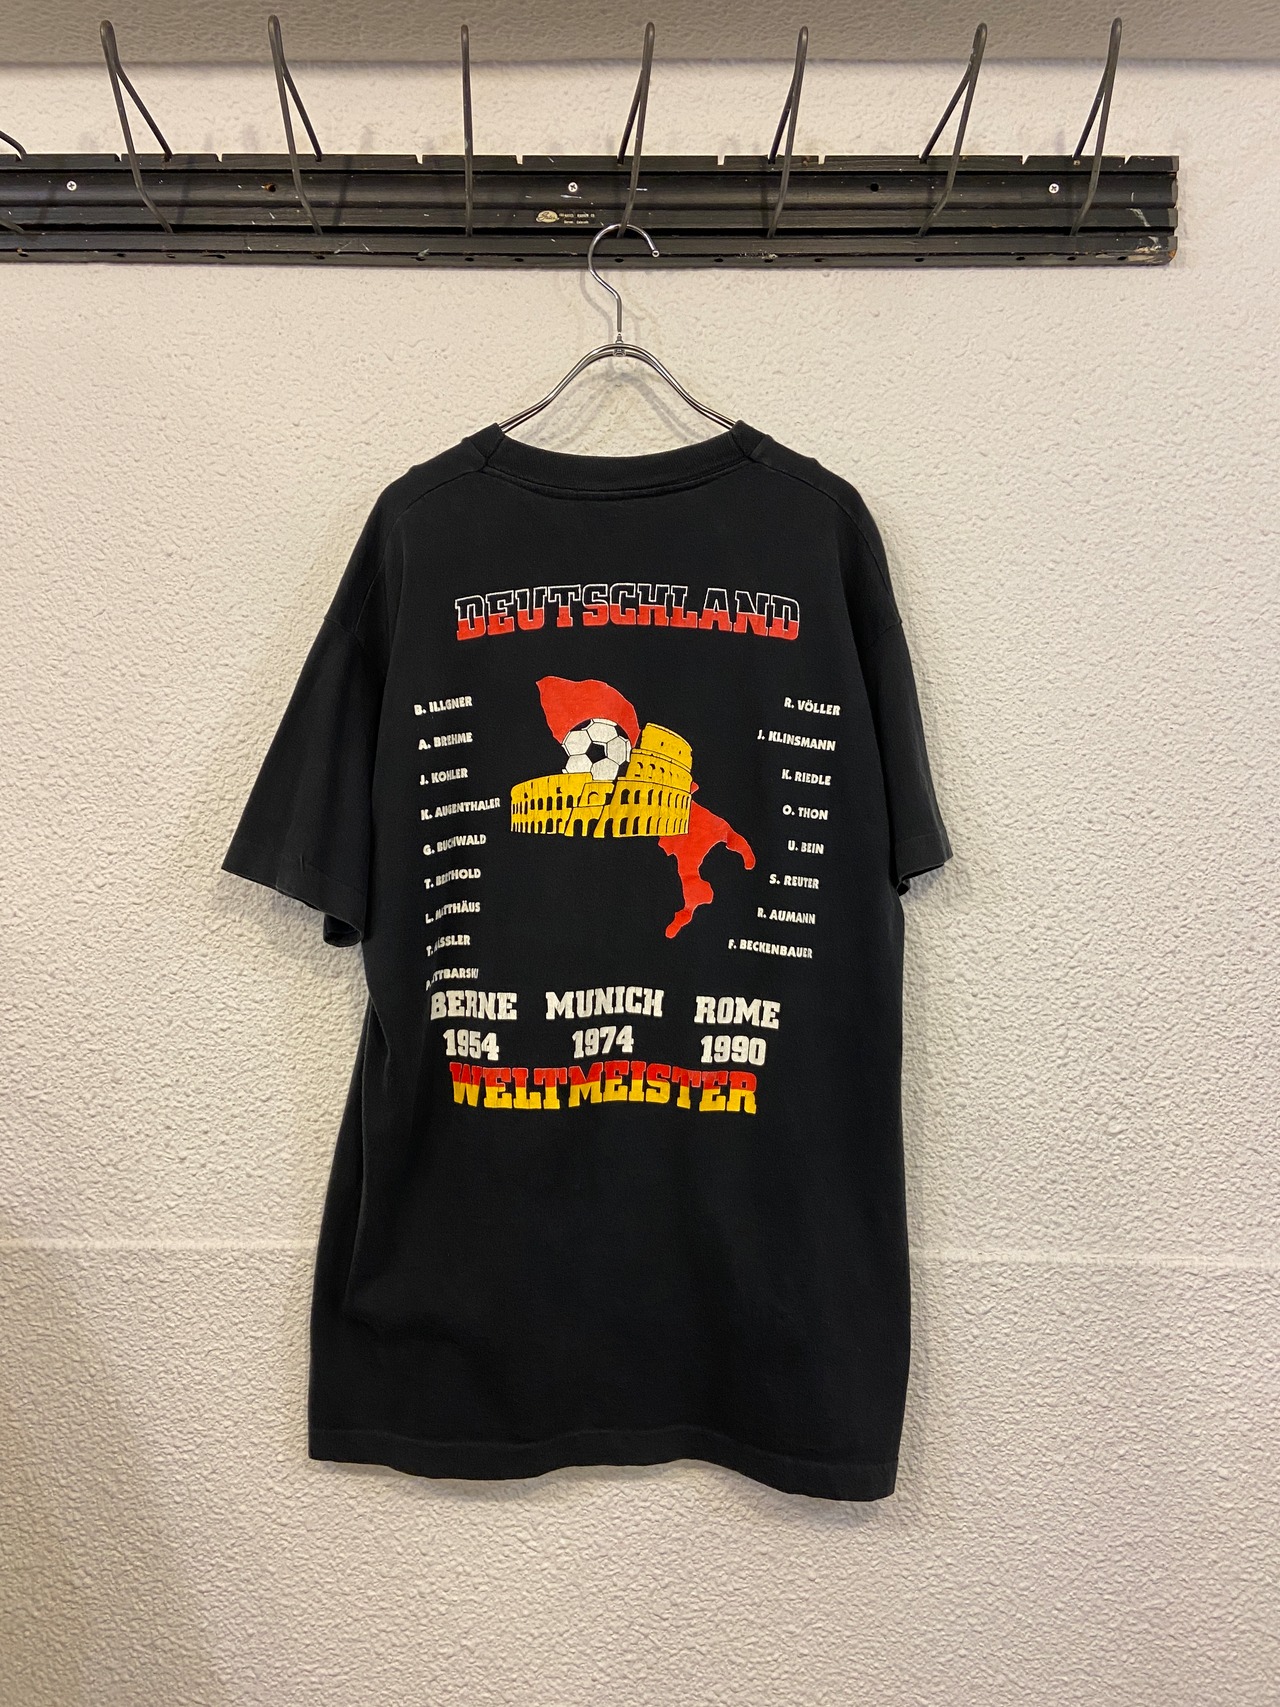 DEUTSCHLAND
B. ILLGNER
A. BREHME
J. KOHLER
K. AUGENTHALER
G. BUCHWALD
T. BERTHOLD
L. MATTHÄUS
T. HÄSSLER
R. VÖLLER
J. KLINSMANN
K. RIEDLE
O. THON
U. BEIN
S. REUTER
R. AUMANN
F. BECKENBAUER
BERNE MUNICH ROME
1954 1974 1990
WELTMEISTER